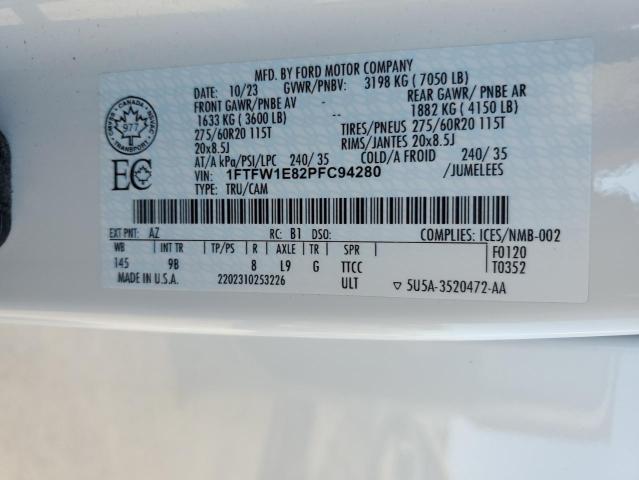 MFD. BY FORD MOTOR COMPANY
DATE: 10/23 GVWR/PNBV: 3198 KG (7050 LB)
FRONT GAWR/PNBE AV REAR GAWR/ PNBE AR
1633 KG (3600 LB) 1882 KG (4150 LB)
275/60R20 115T TIRES/PNEUS 275/60R20 115T
20x8.5J RIMS/JANTES 20x8.5J
AT/A kPa/PSI/LPC 240/ 35 COLD/A FROID 240/ 35
VIN: 1FTFW1E82PFC94280 /JUMELEES
TYPE: TRU/CAM
CANADA
977
TRANSPORT
EC
EXT PNT: AZ RC: B1 DSO: COMPLIES: ICES/NMB-002
WB INT TR TP/PS R AXLE TR SPR F0120
145 9B 8 L9 G TTCC T0352
MADE IN U.S.A. 2202310253226 ULT ▽ 5U5A-3520472-AA